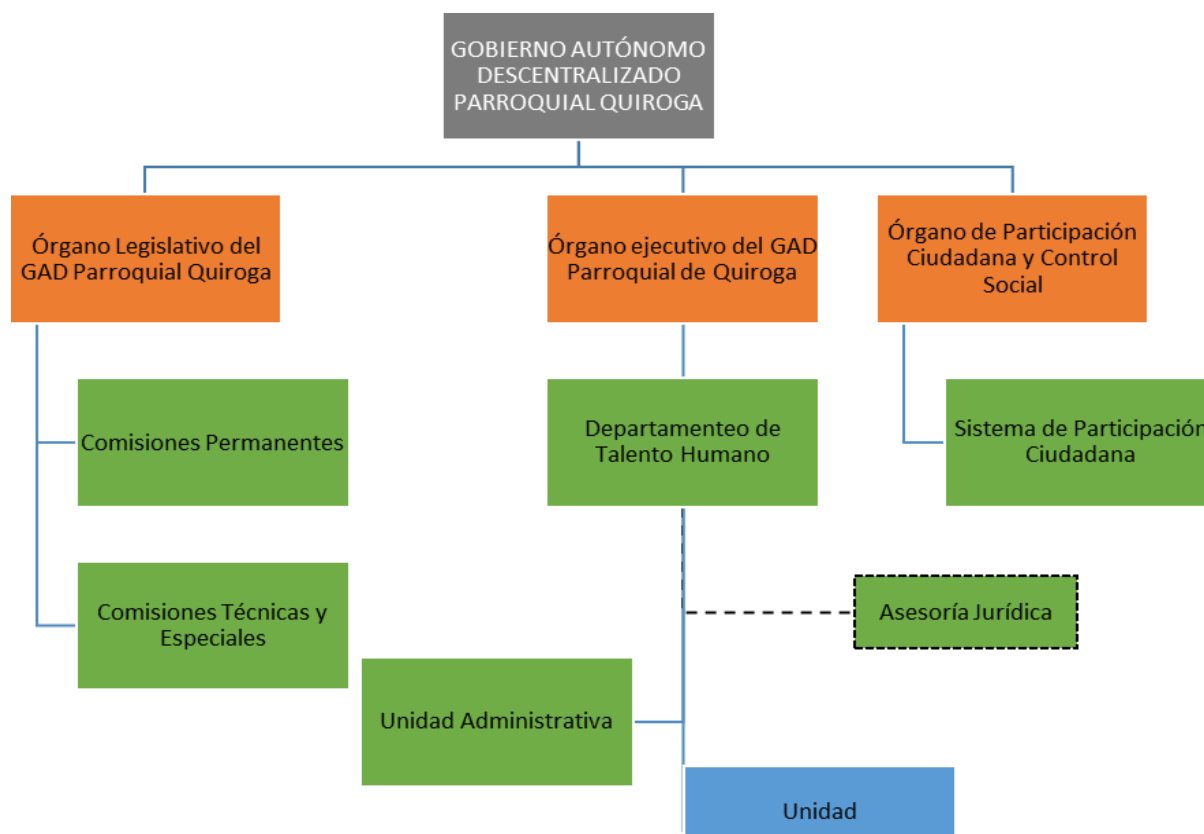 GOBIERNO AUTÓNOMO
DESCENTRALIZADO
PARROQUIAL QUIROGA
Órgano Legislativo del
GAD Parroquial Quiroga
Órgano ejecutivo del GAD
Parroquial de Quiroga
Órgano de Participación
Ciudadana y Control
Social
Comisiones Permanentes
Departamenteo de
Talento Humano
Sistema de Participación
Ciudadana
Comisiones Técnicas y
Especiales
Asesoría Jurídica
Unidad Administrativa
Unidad